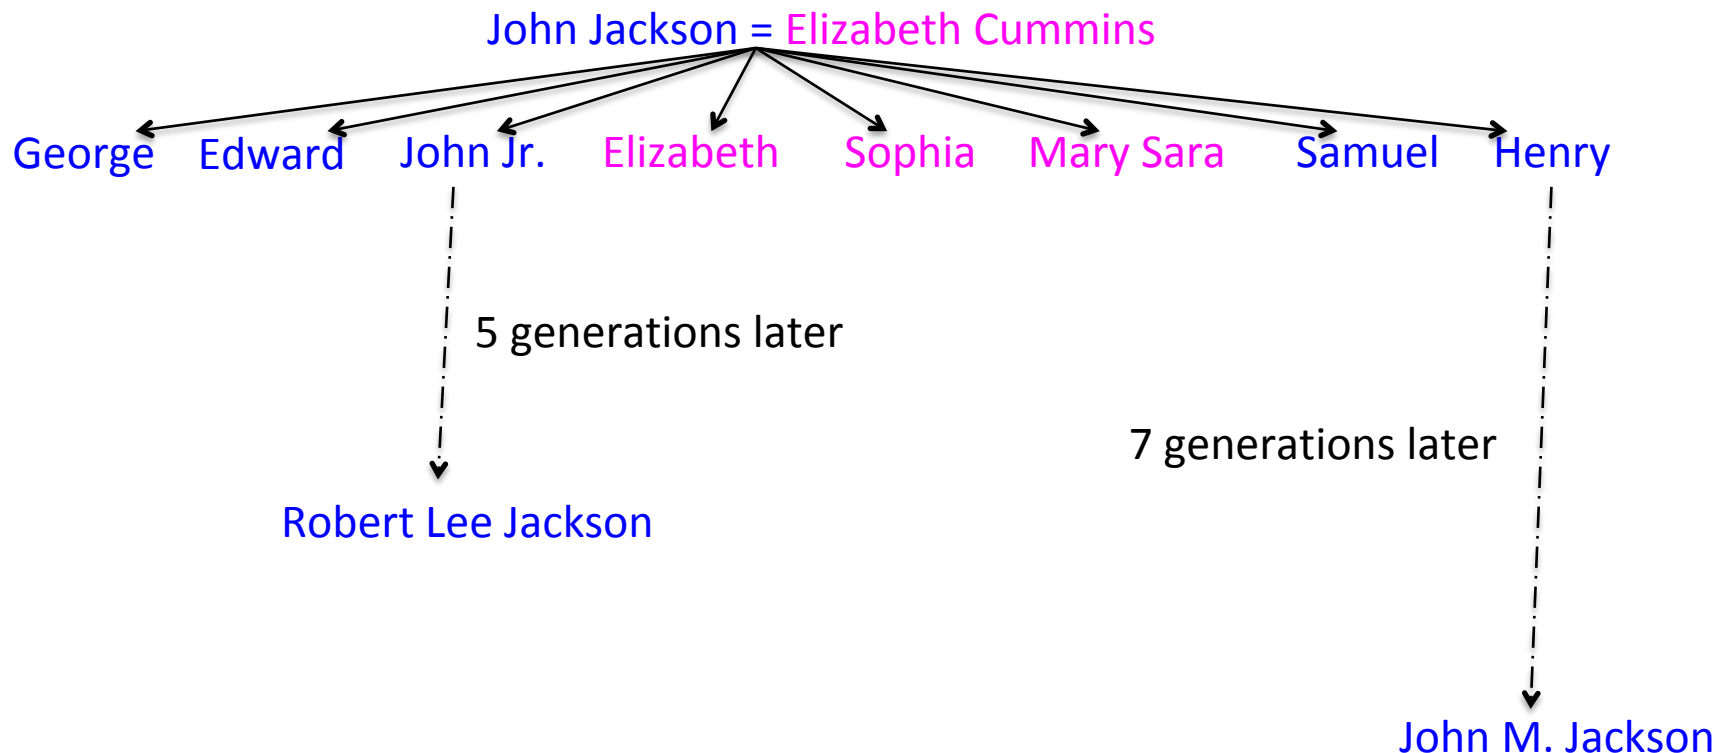 John Jackson = Elizabeth Cummins
George Edward John Jr. Elizabeth Sophia Mary Sara Samuel Henry
5 generations later
7 generations later
Robert Lee Jackson
John M. Jackson